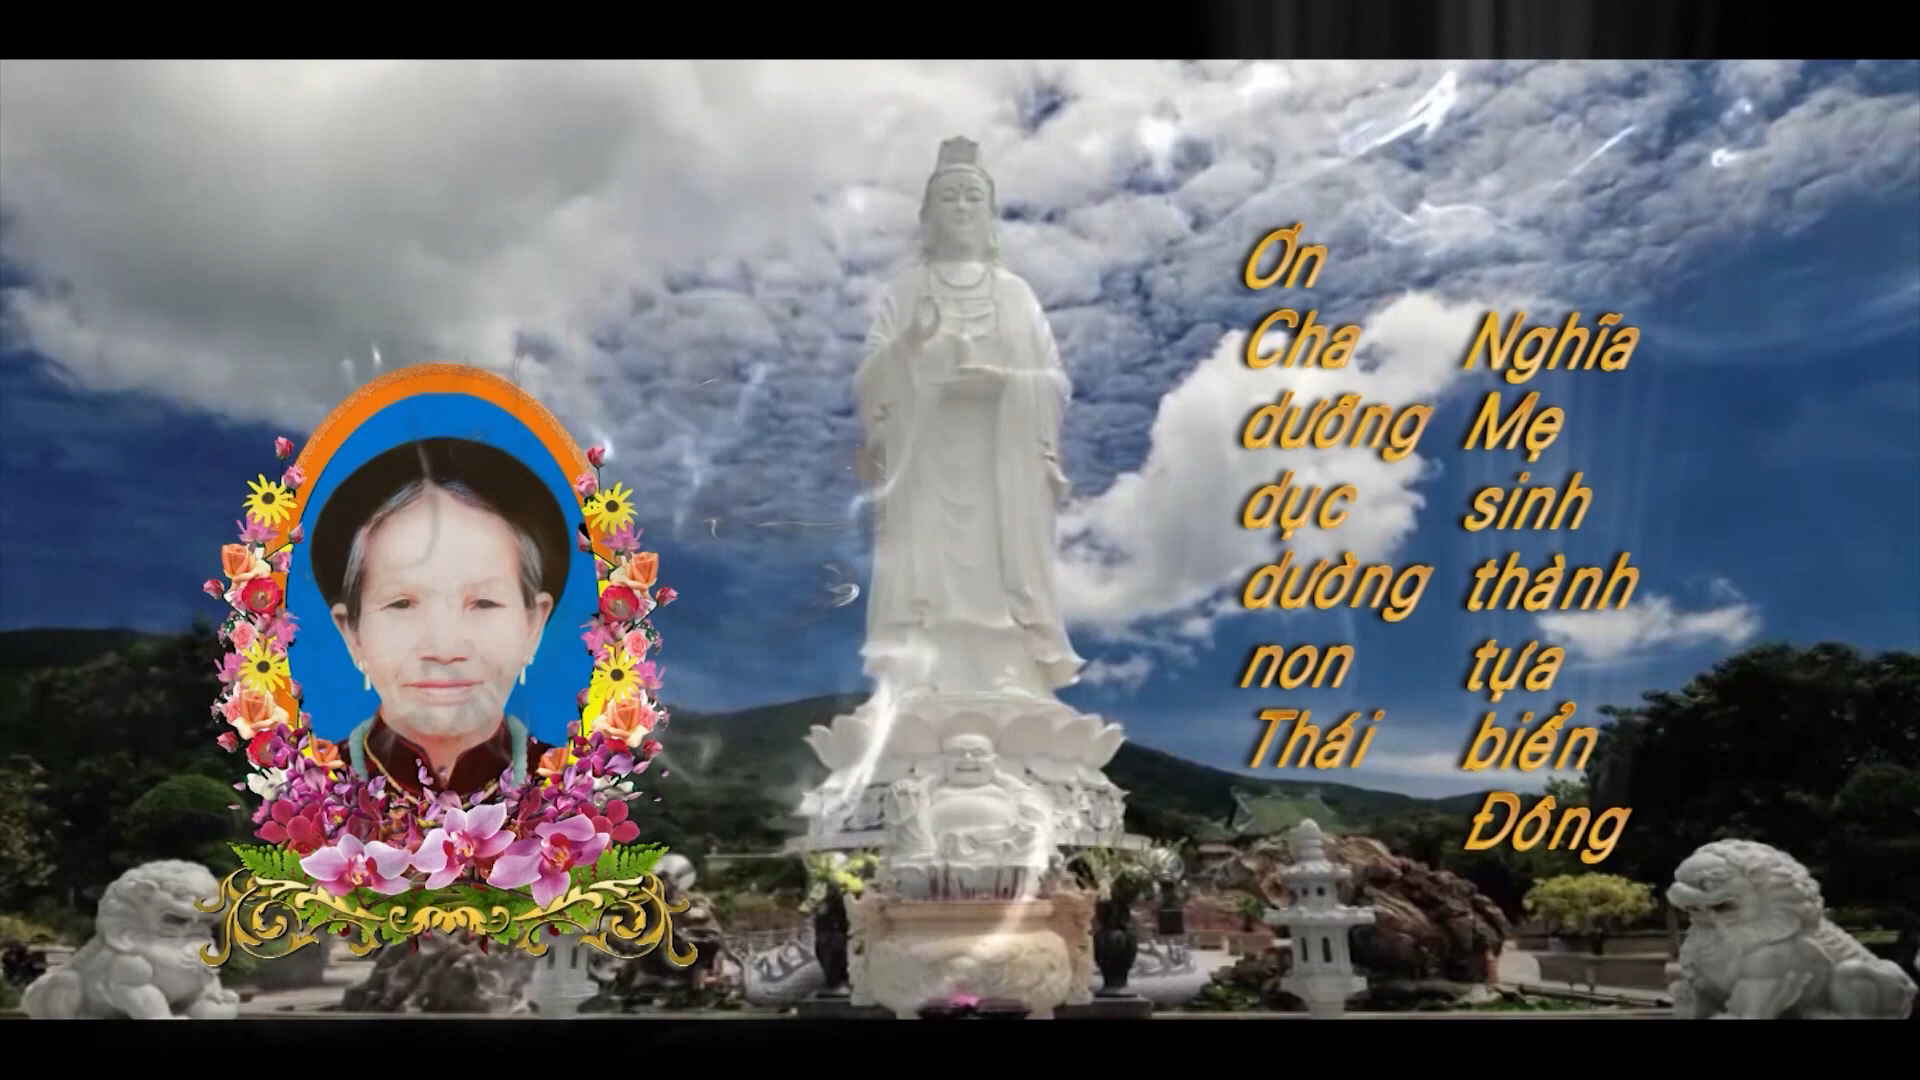 Ơn
Cha
dưỡng
dục
dường
non
Thái
Nghĩa
Mẹ
sinh
thành
tựa
biển
Đông